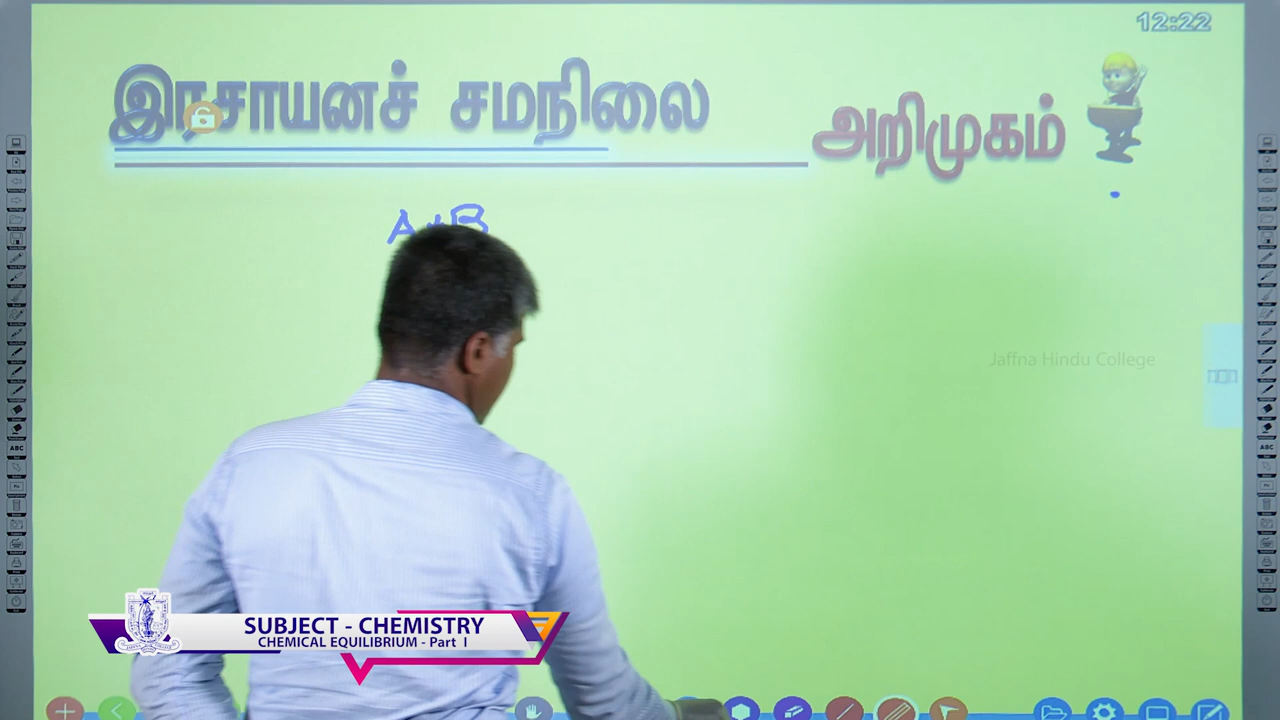 12:22
இரசாயனச் சமநிலை
அறிமுகம்
A + B
Jaffna Hindu College
SUBJECT - CHEMISTRY
CHEMICAL EQUILIBRIUM - Part I